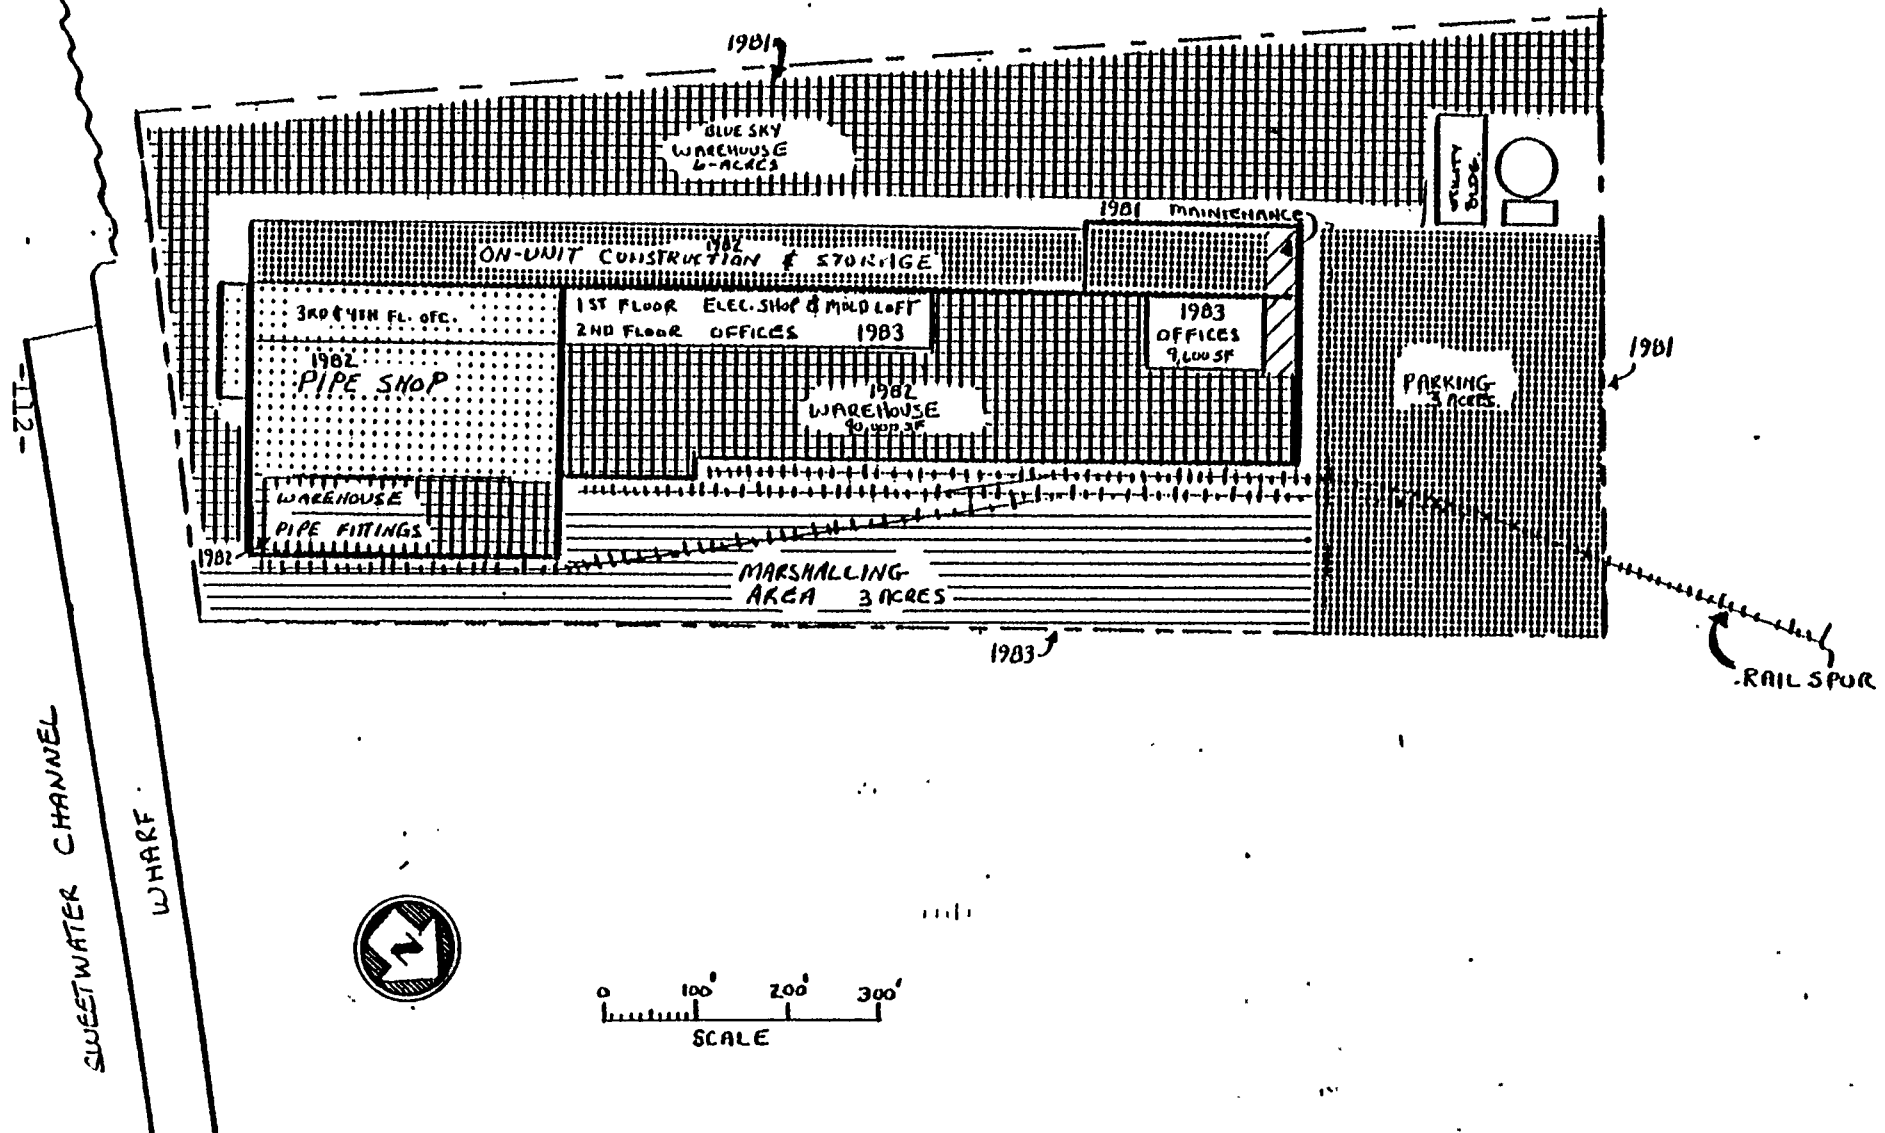 1981
BLUE SKY
WAREHOUSE
6-ACRES
UTILITY
BLDG.
1981 MAINTENANCE
1982
ON-UNIT CONSTRUCTION & STORAGE
3RD & 4TH FL. OFC.
1ST FLOOR ELEC. SHOP & MOLD LOFT
2ND FLOOR OFFICES 1983
1983
OFFICES
9,600 SF
1982
PIPE SHOP
1982
WAREHOUSE
90,000 SF
PARKING
3 ACRES
1981
-112-
WAREHOUSE
PIPE FITTINGS
1982
MARSHALLING
AREA 3 ACRES
1983
RAIL SPUR
SWEETWATER CHANNEL
WHARF
N
0 100' 200' 300'
SCALE